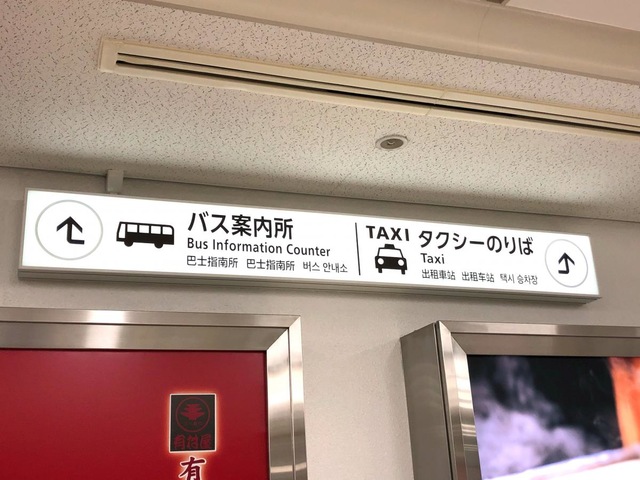 バス案内所
Bus Information Counter
巴士指南所 巴士指南所 버스 안내소
TAXI タクシーのりば
Taxi
出租車站 出租车站 택시 승차장
有